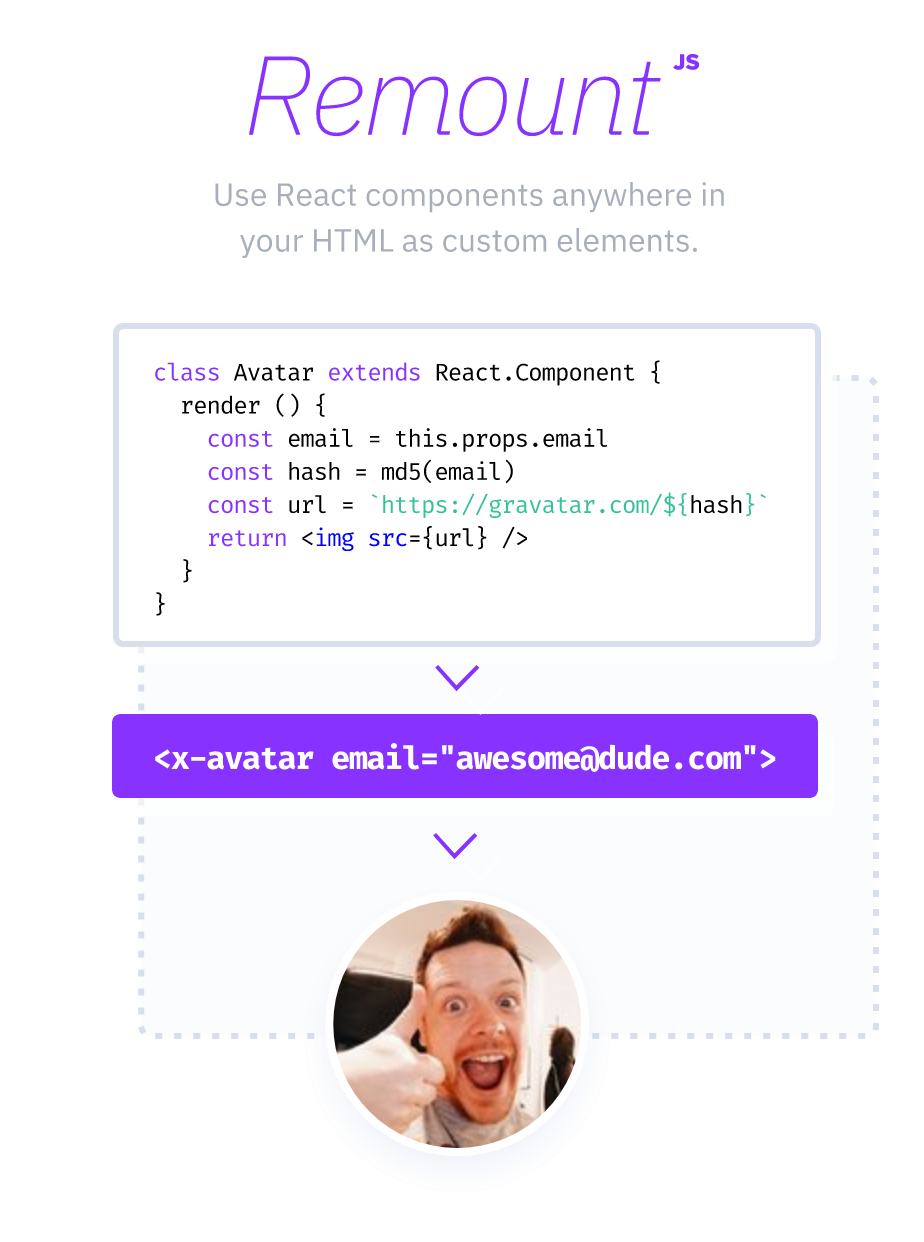 Remount JS
Use React components anywhere in
your HTML as custom elements.
class Avatar extends React.Component {
  render () {
    const email = this.props.email
    const hash = md5(email)
    const url = `https://gravatar.com/${hash}`
    return <img src={url} />
  }
}
<x-avatar email="awesome@dude.com">